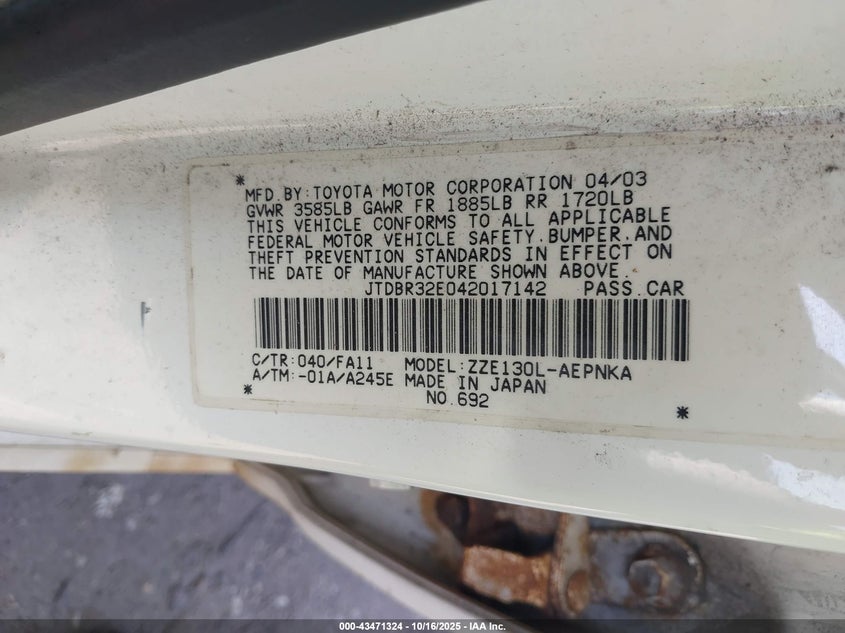 * MFD.BY:TOYOTA MOTOR CORPORATION 04/03
GVWR 3585LB GAWR FR 1885LB RR 1720LB
THIS VEHICLE CONFORMS TO ALL APPLICABLE
FEDERAL MOTOR VEHICLE SAFETY,BUMPER,AND
THEFT PREVENTION STANDARDS IN EFFECT ON
THE DATE OF MANUFACTURE SHOWN ABOVE.
JTDBR32E042017142 PASS.CAR
C/TR:040/FA11 MODEL:ZZE130L-AEPNKA
A/TM:-01A/A245E MADE IN JAPAN
* NO.692 *
000-43471324 - 10/16/2025 - IAA Inc.